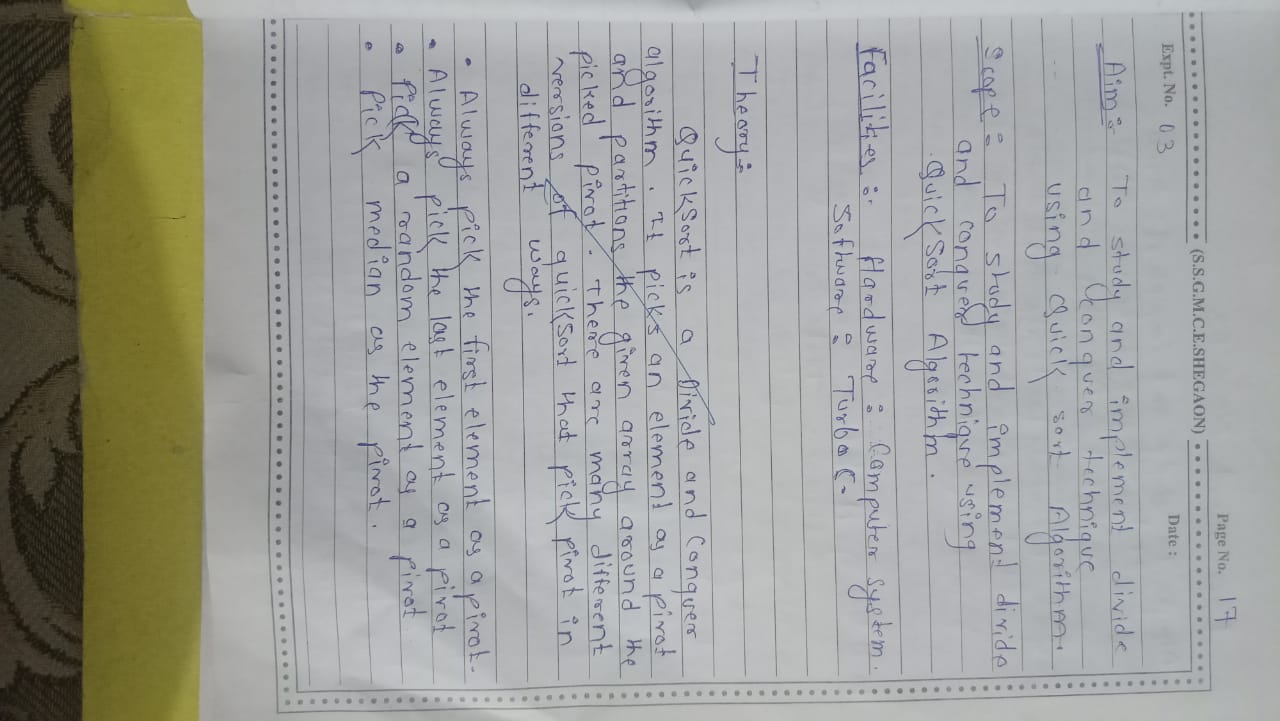 Page No. 17
(S.S.G.M.C.E.SHEGAON)
Expt. No. 03 Date :
Aim: To study and implement divide
and Conquer technique
using Quick sort Algorithm.
Scope : To study and implement divide
and conquer technique using
QuickSort Algorithm.
Facilities : Hardware : Computer system.
Software : Turbo C.
Theory:
QuickSort is a Divide and Conquer
algorithm. It picks an element as a pivot
and partitions the given array around the
picked pivot. There are many different
versions of quickSort that pick pivot in
different ways.
• Always pick the first element as a pivot.
• Always pick the last element as a pivot
• Pick a random element as a pivot
• Pick median as the pivot.